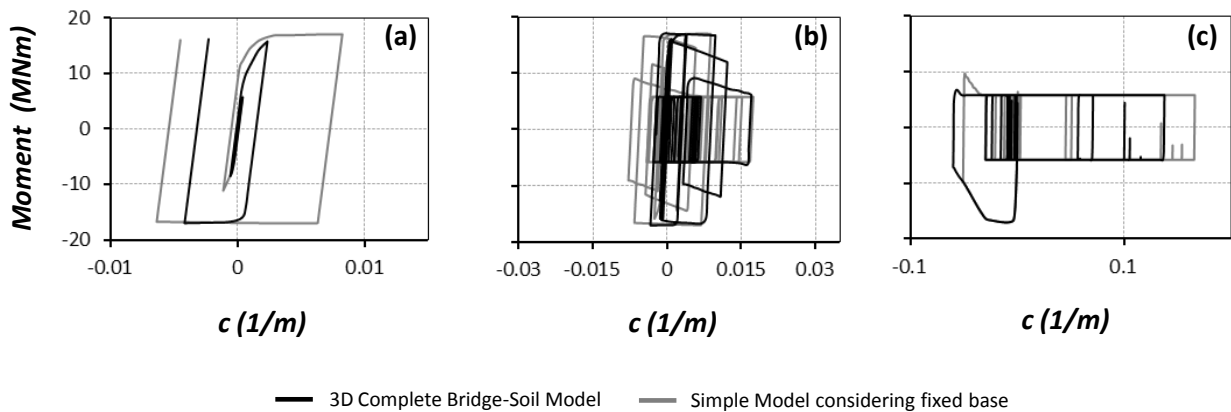 20
10
0
-10
-20
Moment (MNm)
(a)
-0.01 0 0.01
c (1/m)
(b)
-0.03 -0.015 0 0.015 0.03
c (1/m)
(c)
-0.1 0.1
c (1/m)
3D Complete Bridge-Soil Model
Simple Model considering fixed base